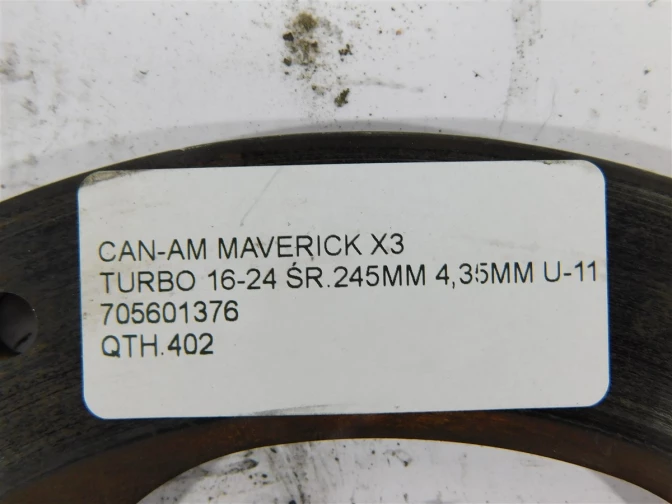 CAN-AM MAVERICK X3
TURBO 16-24 ŚR.245MM 4,35MM U-11
705601376
QTH.402